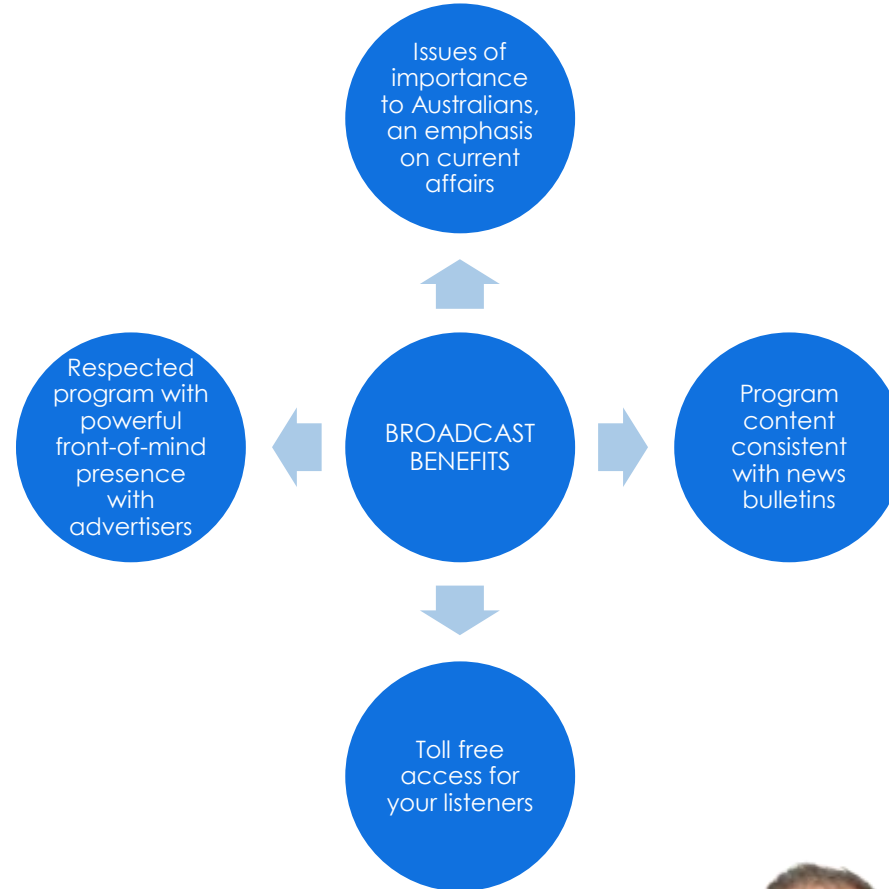 Issues of
importance
to Australians,
an emphasis
on current
affairs
Respected
program with
powerful
front-of-mind
presence
with
advertisers
BROADCAST
BENEFITS
Program
content
consistent
with news
bulletins
Toll free
access for
your listeners